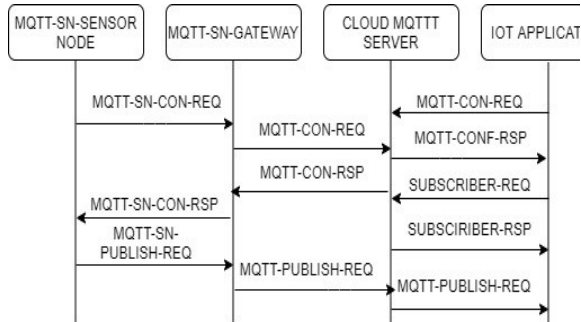 MQTT-SN-SENSOR
NODE
MQTT-SN-GATEWAY
CLOUD MQTTT
SERVER
IOT APPLICAT
MQTT-SN-CON-REQ
MQTT-CON-REQ
MQTT-CON-REQ
MQTT-CONF-RSP
MQTT-CON-RSP
SUBSCRIBER-REQ
MQTT-SN-CON-RSP
MQTT-SN-
PUBLISH-REQ
SUBSCIRIBER-RSP
MQTT-PUBLISH-REQ
MQTT-PUBLISH-REQ